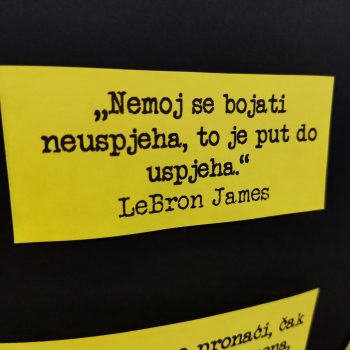 „Nemoj se bojati
neuspjeha, to je put do
uspjeha.“
LeBron James
pronaći, čak